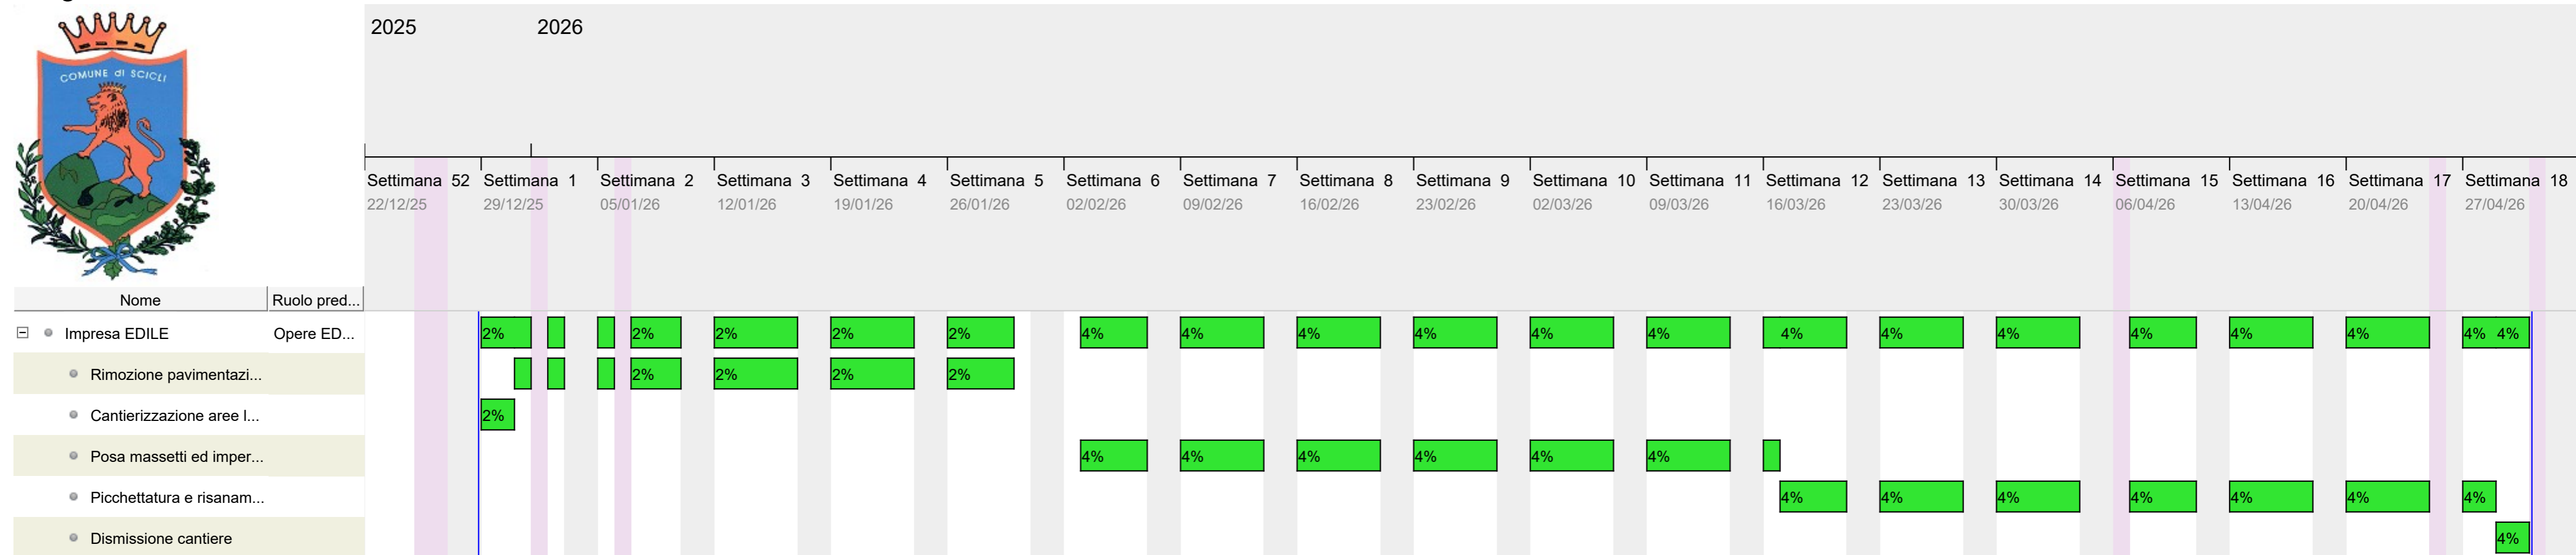 2025 2026
COMUNE di SCICLI
Settimana 52 Settimana 1 Settimana 2 Settimana 3 Settimana 4 Settimana 5 Settimana 6 Settimana 7 Settimana 8 Settimana 9 Settimana 10 Settimana 11 Settimana 12 Settimana 13 Settimana 14 Settimana 15 Settimana 16 Settimana 17 Settimana 18
22/12/25 29/12/25 05/01/26 12/01/26 19/01/26 26/01/26 02/02/26 09/02/26 16/02/26 23/02/26 02/03/26 09/03/26 16/03/26 23/03/26 30/03/26 06/04/26 13/04/26 20/04/26 27/04/26
Nome Ruolo pred...
Impresa EDILE Opere ED... 2% 2% 2% 2% 2% 4% 4% 4% 4% 4% 4% 4% 4% 4% 4% 4% 4% 4% 4%
Rimozione pavimentazi... 2% 2% 2% 2%
Cantierizzazione aree l... 2%
Posa massetti ed imper... 4% 4% 4% 4% 4% 4%
Picchettatura e risanam... 4% 4% 4% 4% 4% 4% 4%
Dismissione cantiere 4%